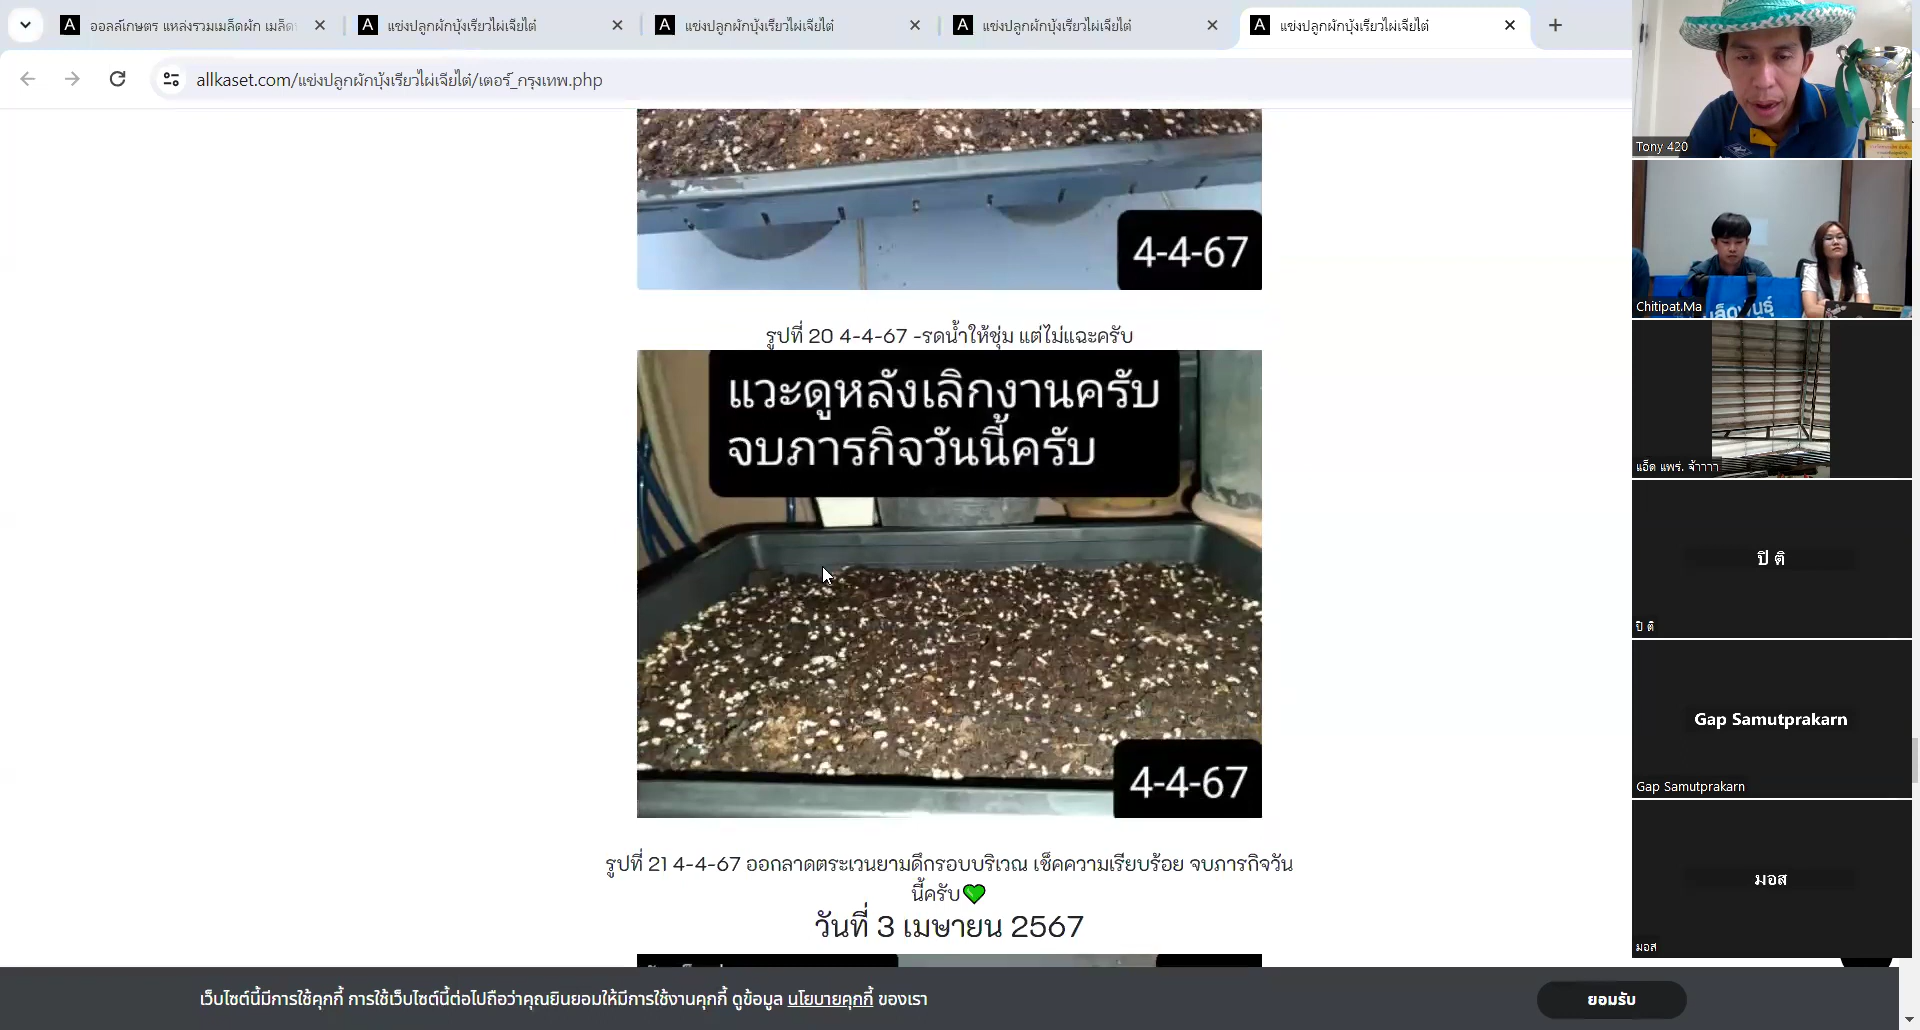 ออลล์เกษตร แหล่งรวมเมล็ดผัก เมล็ด
แข่งปลูกผักบุ้งเรียวไผ่เจียไต๋
แข่งปลูกผักบุ้งเรียวไผ่เจียไต๋
แข่งปลูกผักบุ้งเรียวไผ่เจียไต๋
แข่งปลูกผักบุ้งเรียวไผ่เจียไต๋
allkaset.com/แข่งปลูกผักบุ้งเรียวไผ่เจียไต๋/เตอร์_กรุงเทพ.php
4-4-67
รูปที่ 20 4-4-67 -รดน้ำให้ชุ่ม แต่ไม่แฉะครับ
แวะดูหลังเลิกงานครับ
จบภารกิจวันนี้ครับ
4-4-67
รูปที่ 21 4-4-67 ออกลาดตระเวนยามดึกรอบบริเวณ เช็คความเรียบร้อย จบภารกิจวัน
นี้ครับ💚
วันที่ 3 เมษายน 2567
เว็บไซต์นี้มีการใช้คุกกี้ การใช้เว็บไซต์นี้ต่อไปถือว่าคุณยินยอมให้มีการใช้งานคุกกี้ ดูข้อมูล นโยบายคุกกี้ ของเรา
ยอมรับ
Tony 420
Chitipat.Ma
แอ็ด แพร่. จ้าาาา
ปิ ติ
ปิ ติ
Gap Samutprakarn
Gap Samutprakarn
มอส
มอส